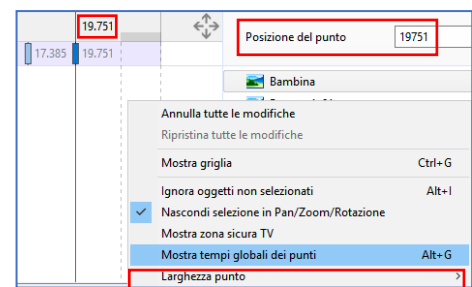 19.751
Posizione del punto 19751
17.385 19.751
Bambina
Annulla tutte le modifiche
Ripristina tutte le modifiche
Mostra griglia Ctrl+G
Ignora oggetti non selezionati Alt+I
Nascondi selezione in Pan/Zoom/Rotazione
Mostra zona sicura TV
Mostra tempi globali dei punti Alt+G
Larghezza punto